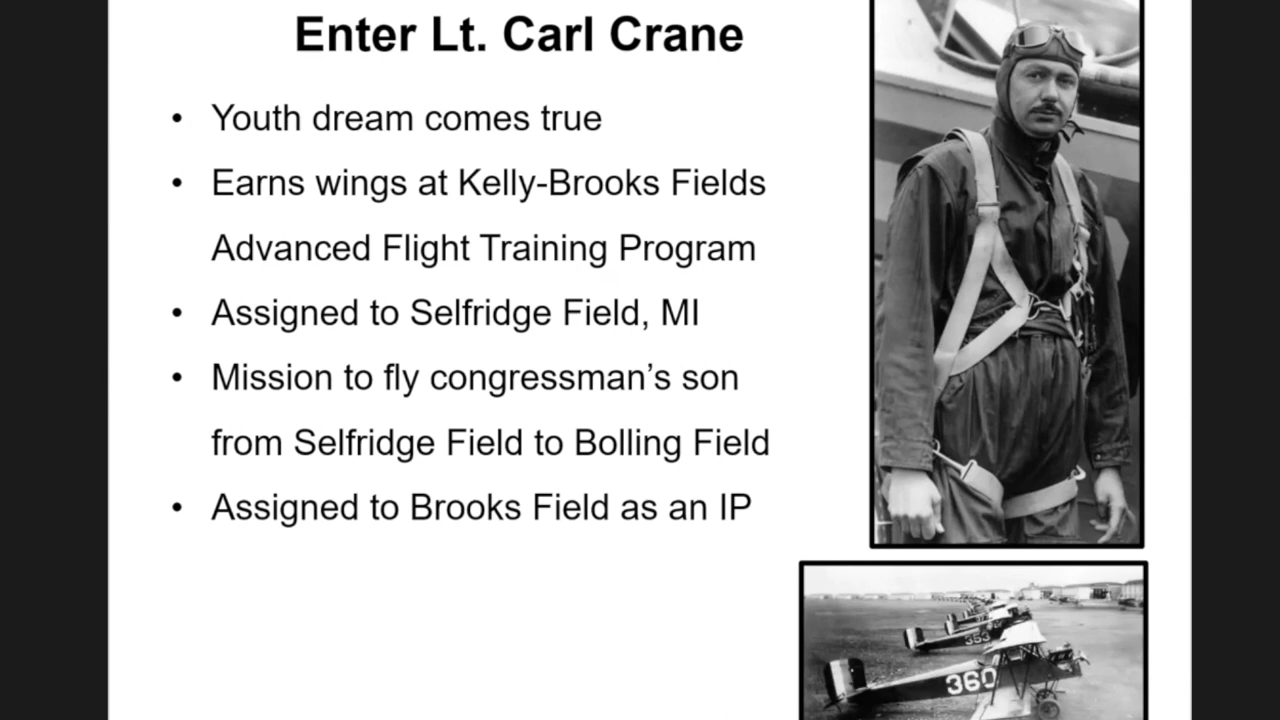 Enter Lt. Carl Crane
• Youth dream comes true
• Earns wings at Kelly-Brooks Fields
Advanced Flight Training Program
• Assigned to Selfridge Field, MI
• Mission to fly congressman’s son
from Selfridge Field to Bolling Field
• Assigned to Brooks Field as an IP
353
360